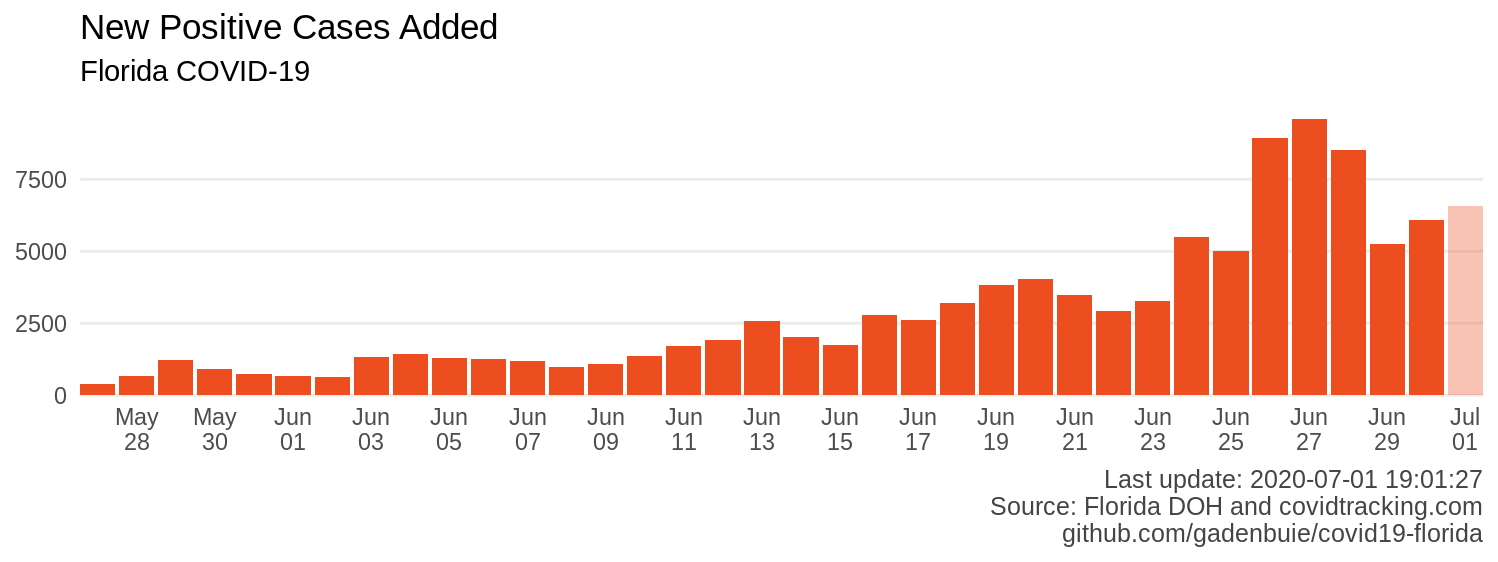 New Positive Cases Added
Florida COVID-19
7500
5000
2500
0
May May Jun Jun Jun Jun Jun Jun Jun Jun Jun Jun Jun Jun Jun Jun Jun Jul
28 30 01 03 05 07 09 11 13 15 17 19 21 23 25 27 29 01
Last update: 2020-07-01 19:01:27
Source: Florida DOH and covidtracking.com
github.com/gadenbuie/covid19-florida